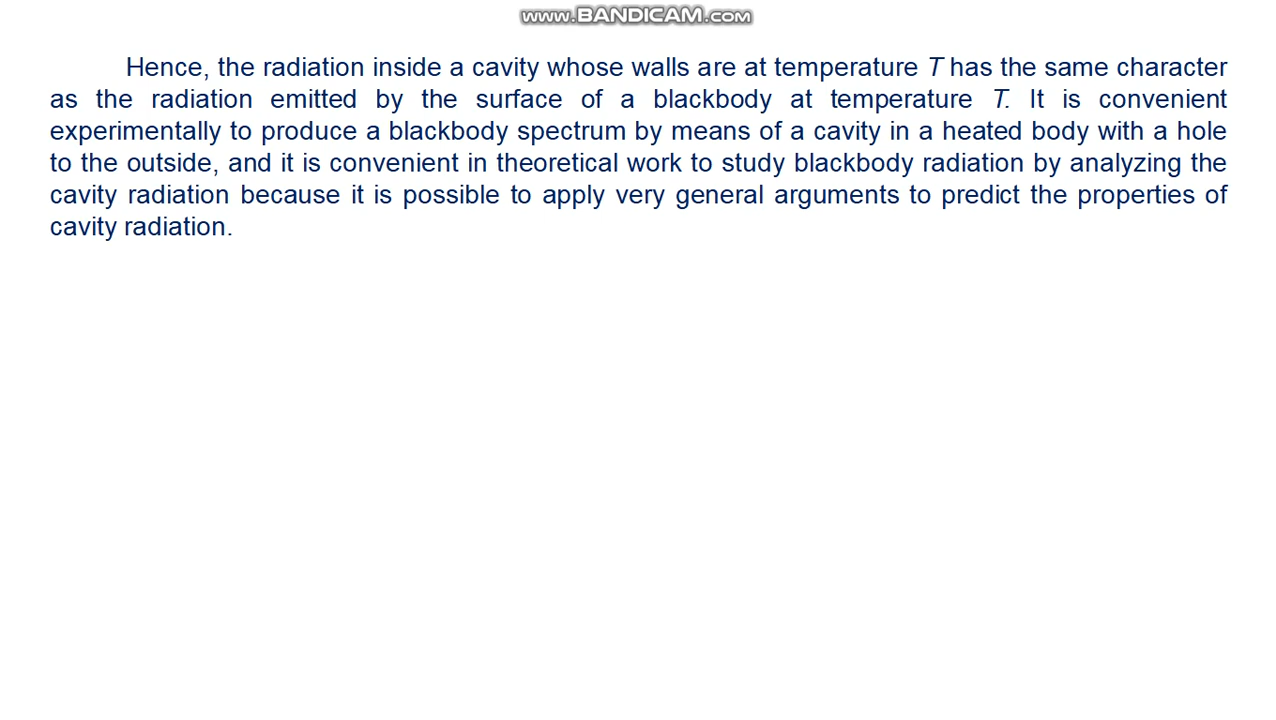 www.BANDICAM.com
Hence, the radiation inside a cavity whose walls are at temperature T has the same character
as the radiation emitted by the surface of a blackbody at temperature T. It is convenient
experimentally to produce a blackbody spectrum by means of a cavity in a heated body with a hole
to the outside, and it is convenient in theoretical work to study blackbody radiation by analyzing the
cavity radiation because it is possible to apply very general arguments to predict the properties of
cavity radiation.